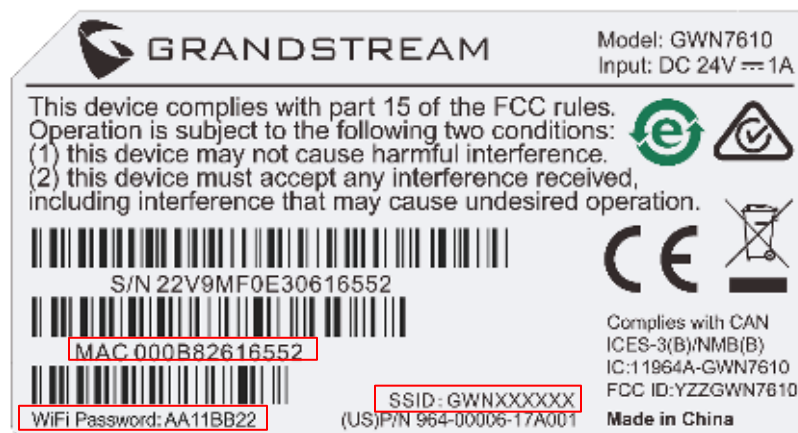 GRANDSTREAM
Model: GWN7610
Input: DC 24V ⎓ 1A
This device complies with part 15 of the FCC rules.
Operation is subject to the following two conditions:
(1) this device may not cause harmful interference.
(2) this device must accept any interference received,
including interference that may cause undesired operation.
e
S/N 22V9MF0E30616552
CE
MAC 000B82616552
Complies with CAN
ICES-3(B)/NMB(B)
IC:11964A-GWN7610
FCC ID:YZZGWN7610
SSID: GWNXXXXXX
WiFi Password: AA11BB22
(US)P/N 964-00006-17A001
Made in China